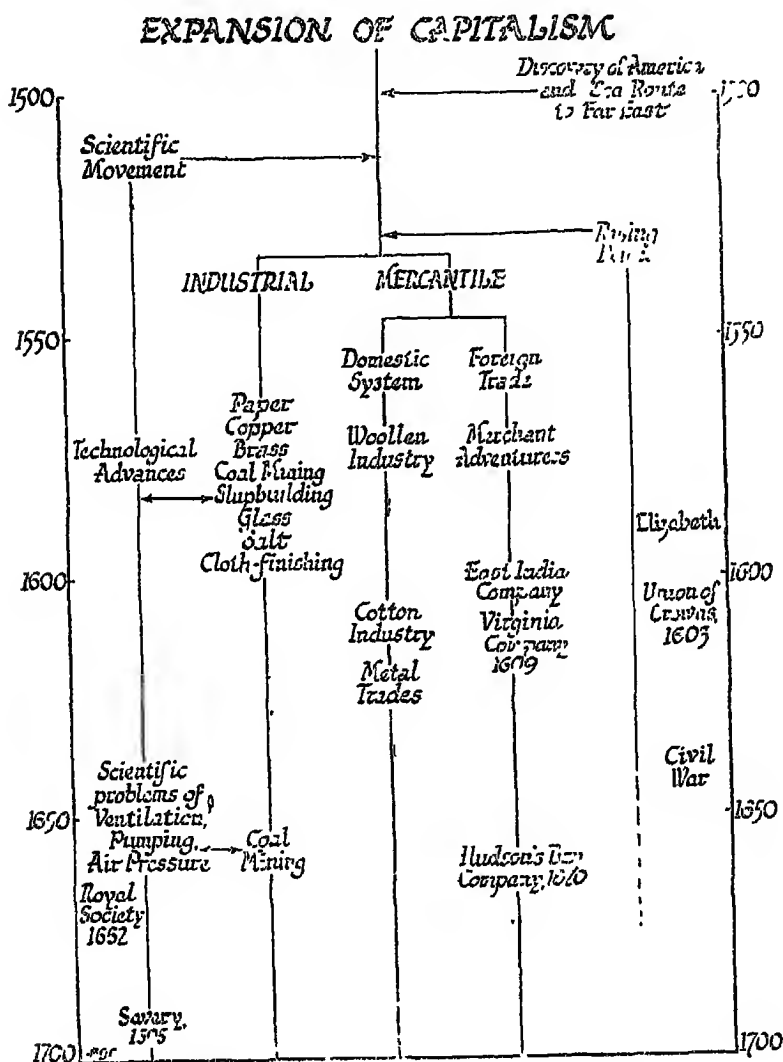 EXPANSION OF CAPITALISM
Discovery of America
and Sea Route
to Far East
1500
Scientific
Movement
Rising
INDUSTRIAL
MERCANTILE
1550
1550
Domestic
System
Foreign
Trade
Paper
Copper
Brass
Coal Mining
Shipbuilding
Glass
Salt
Cloth-finishing
Technological
Advances
Woollen
Industry
Merchant
Adventurers
Elizabeth
1600
1600
East India
Company
Virginia
Company
1609
Union of
Crowns
1603
Cotton
Industry
Metal
Trades
Civil
War
Scientific
problems of
Ventilation,
Pumping,
Air Pressure
1650
1650
Coal
Mining
Hudson's Bay
Company,
Royal
Society
1662
Savery,
1700
1700